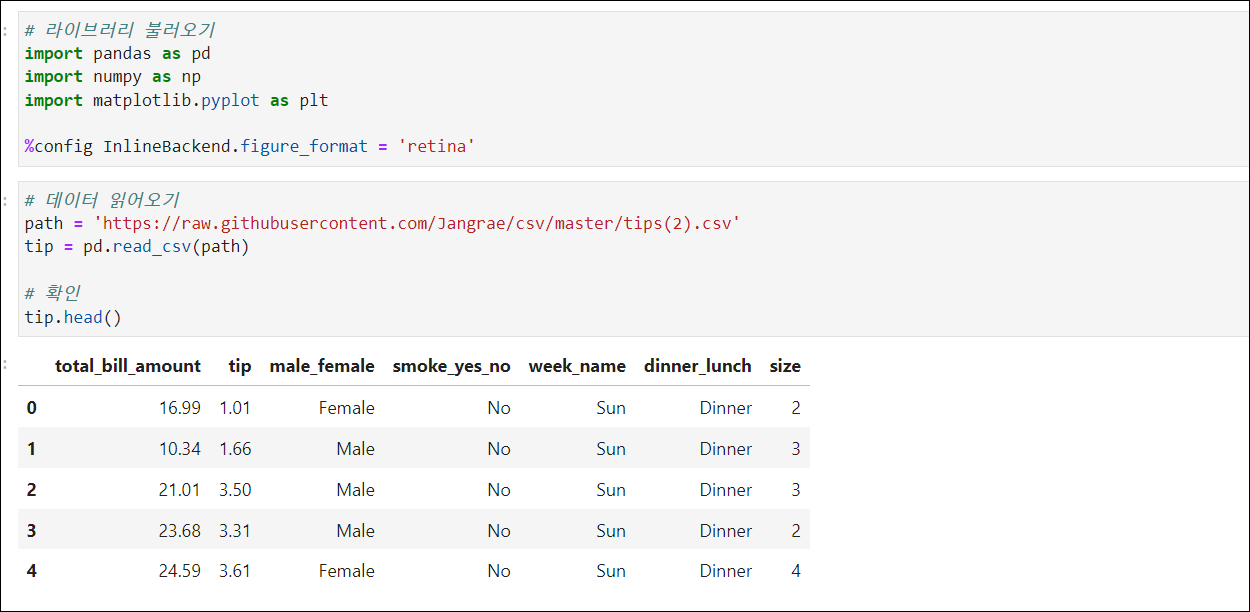 # 라이브러리 불러오기
import pandas as pd
import numpy as np
import matplotlib.pyplot as plt
%config InlineBackend.figure_format = 'retina'
# 데이터 읽어오기
path = 'https://raw.githubusercontent.com/Jangrae/csv/master/tips(2).csv'
tip = pd.read_csv(path)
# 확인
tip.head()
total_bill_amount tip male_female smoke_yes_no week_name dinner_lunch size
0 16.99 1.01 Female No Sun Dinner 2
1 10.34 1.66 Male No Sun Dinner 3
2 21.01 3.50 Male No Sun Dinner 3
3 23.68 3.31 Male No Sun Dinner 2
4 24.59 3.61 Female No Sun Dinner 4